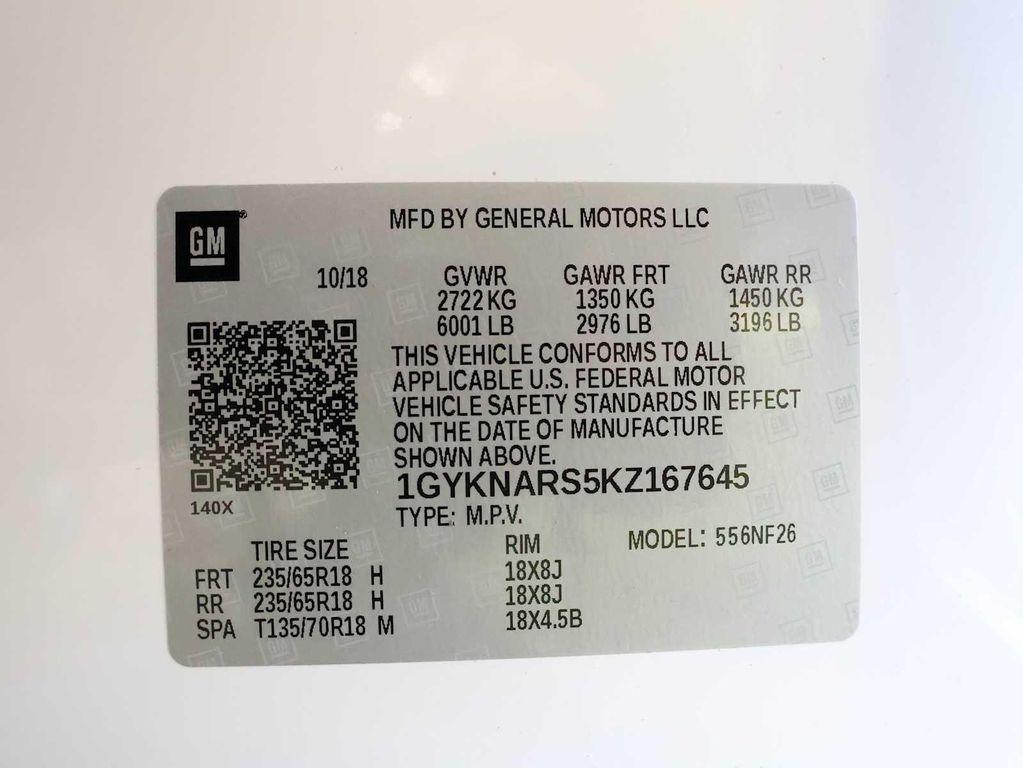 GM
MFD BY GENERAL MOTORS LLC
10/18 GVWR GAWR FRT GAWR RR
2722 KG 1350 KG 1450 KG
6001 LB 2976 LB 3196 LB
THIS VEHICLE CONFORMS TO ALL
APPLICABLE U.S. FEDERAL MOTOR
VEHICLE SAFETY STANDARDS IN EFFECT
ON THE DATE OF MANUFACTURE
SHOWN ABOVE.
1GYKNARS5KZ167645
140X
TYPE: M.P.V.
TIRE SIZE RIM MODEL: 556NF26
FRT 235/65R18 H 18X8J
RR 235/65R18 H 18X8J
SPA T135/70R18 M 18X4.5B